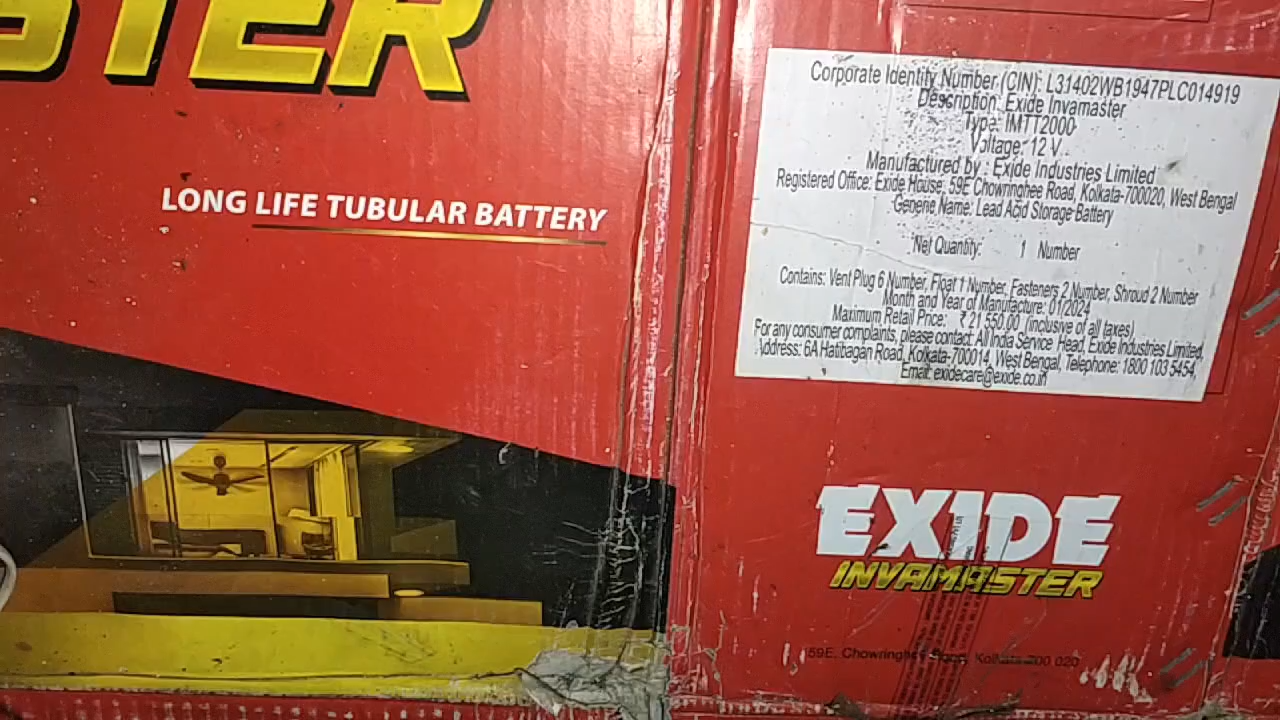 STER
LONG LIFE TUBULAR BATTERY
Corporate Identity Number (CIN): L31402WB1947PLC014919
Description: Exide Invamaster
Type: IMTT2000
Voltage: 12 V
Manufactured by : Exide Industries Limited
Registered Office: Exide House, 59E Chowringhee Road, Kolkata-700020, West Bengal
Generic Name: Lead Acid Storage Battery
Net Quantity: 1 Number
Contains: Vent Plug 6 Number, Float 1 Number, Fasteners 2 Number, Shroud 2 Number
Month and Year of Manufacture: 01/2024
Maximum Retail Price: ₹ 21,550.00 (inclusive of all taxes)
For any consumer complaints, please contact: All India Service Head, Exide Industries Limited,
Address: 6A Hatibagan Road, Kolkata-700014, West Bengal, Telephone: 1800 103 5454,
Email: exidecare@exide.co.in
EXIDE
INVAMASTER
59E, Chowringhee Road, Kolkata-700 020